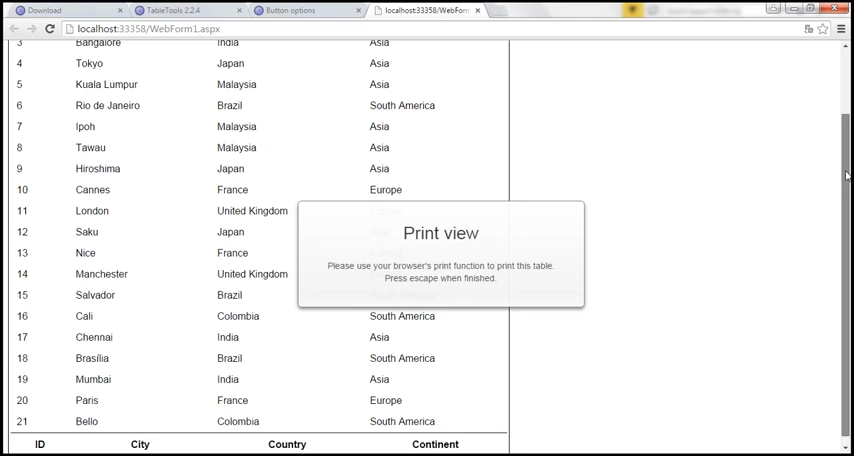 Download
TableTools 2.2.4
Button options
localhost:33358/WebForm
localhost:33358/WebForm1.aspx
3 Bangalore India Asia
4 Tokyo Japan Asia
5 Kuala Lumpur Malaysia Asia
6 Rio de Janeiro Brazil South America
7 Ipoh Malaysia Asia
8 Tawau Malaysia Asia
9 Hiroshima Japan Asia
10 Cannes France Europe
11 London United Kingdom
12 Saku Japan
13 Nice France
14 Manchester United Kingdom
15 Salvador Brazil
16 Cali Colombia South America
17 Chennai India Asia
18 Brasília Brazil South America
19 Mumbai India Asia
20 Paris France Europe
21 Bello Colombia South America
ID City Country Continent
Print view
Please use your browser's print function to print this table.
Press escape when finished.